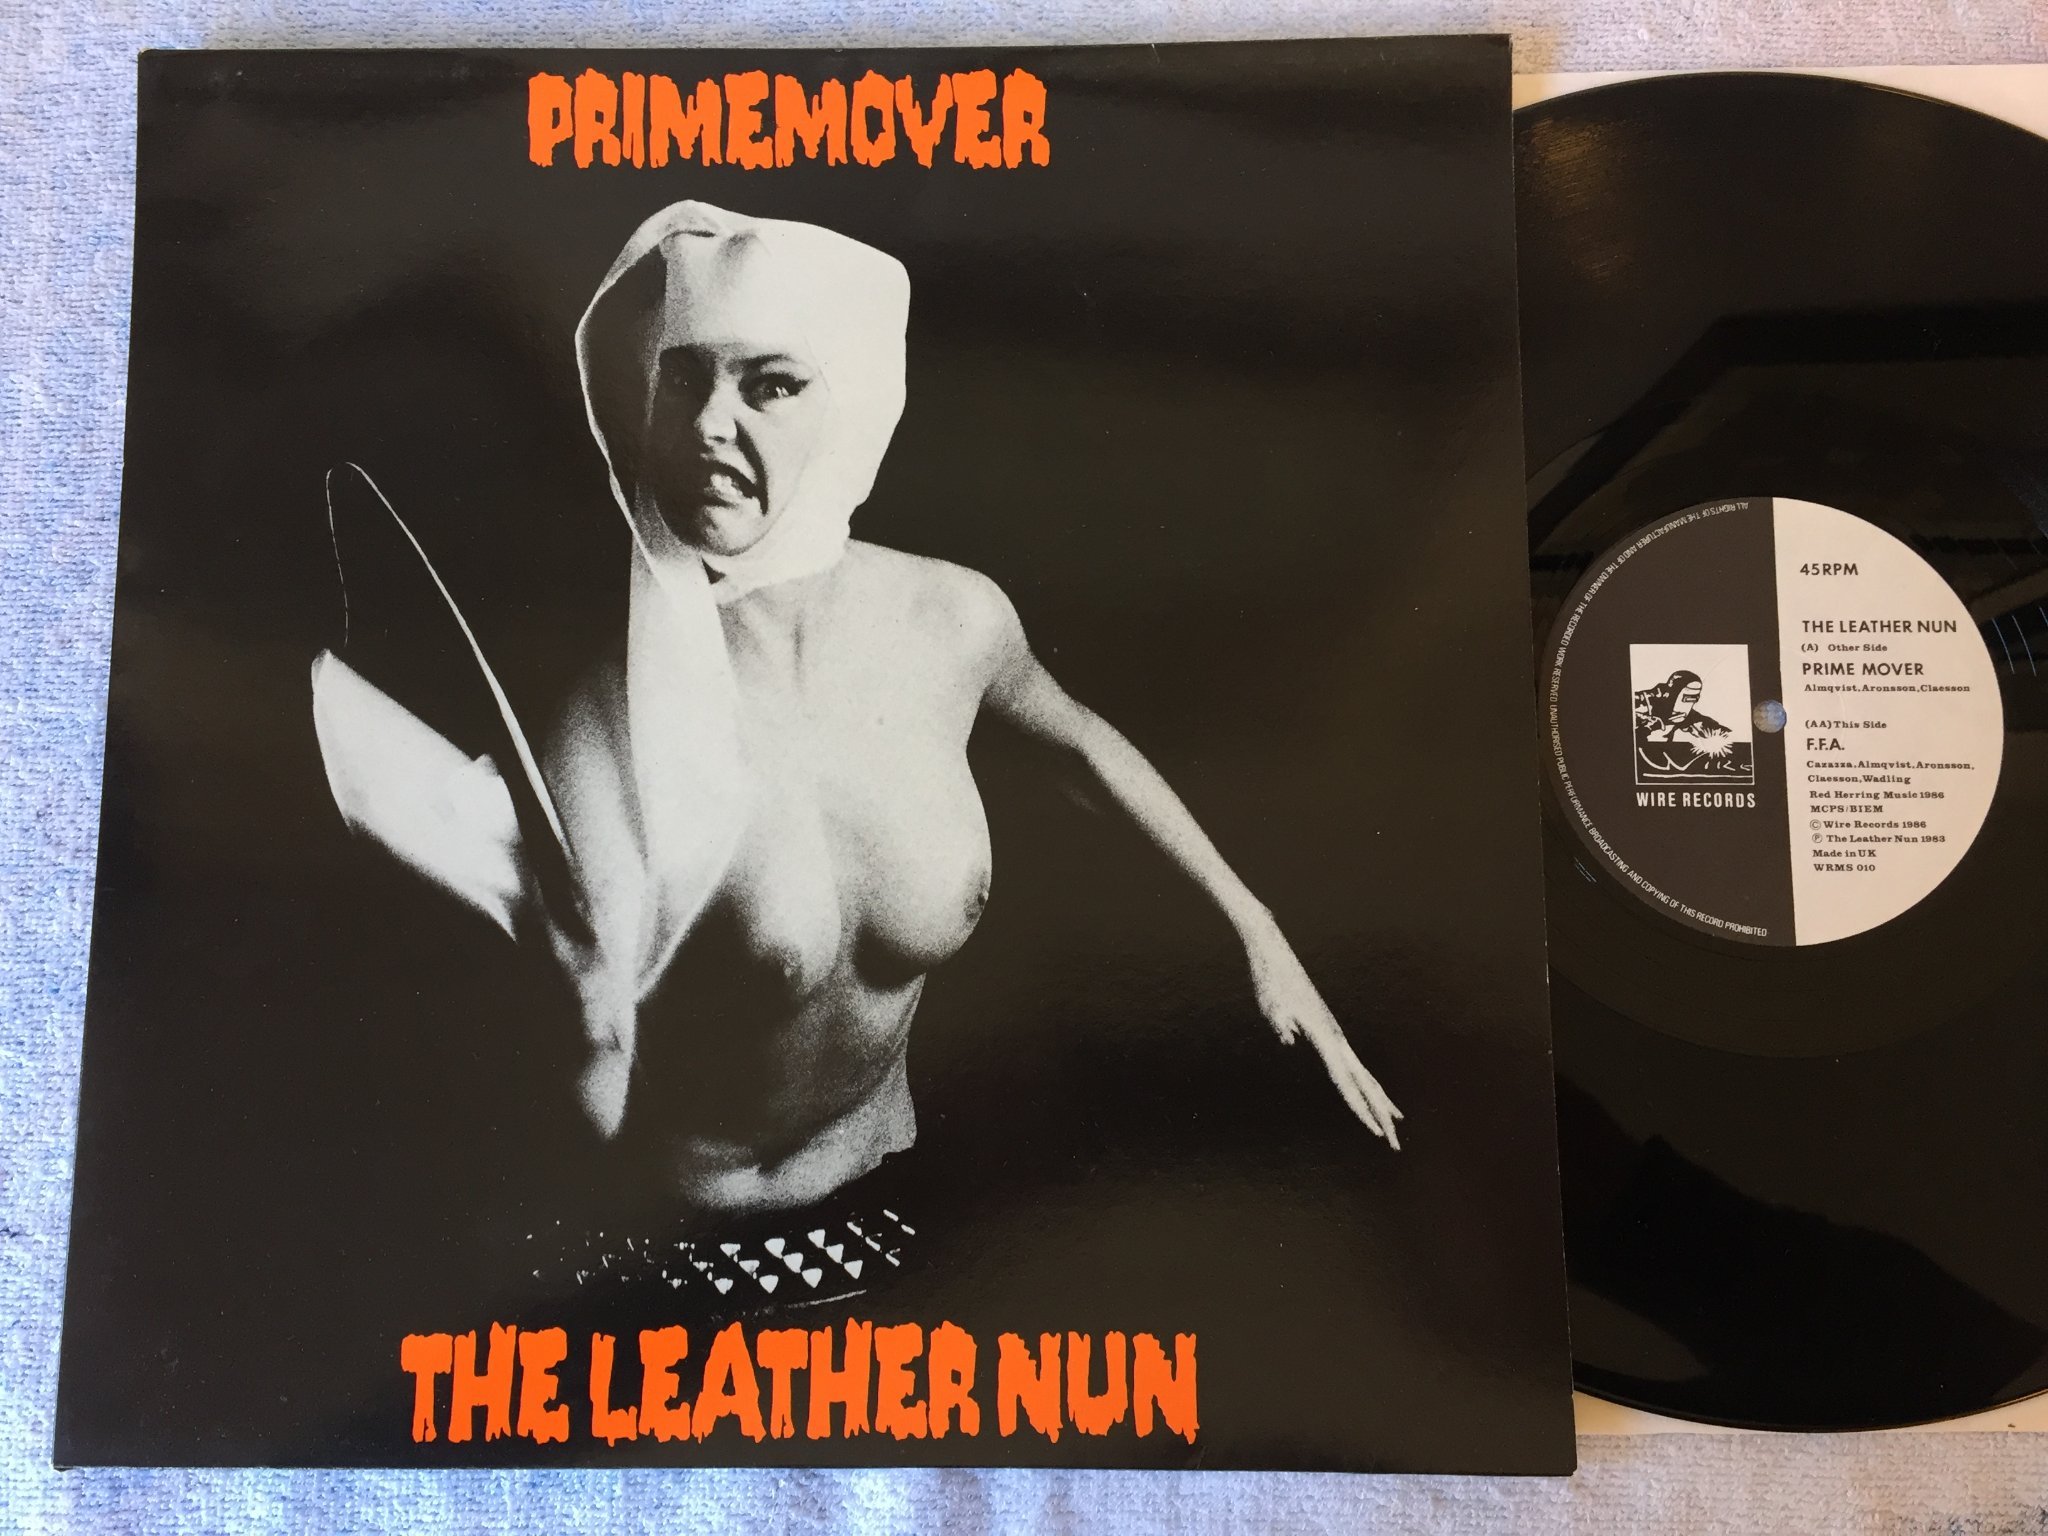 PRIMEMOVER
THE LEATHER NUN
45RPM
THE LEATHER NUN
(A) Other Side
PRIME MOVER
Almqvist,Aronsson,Claesson
(AA) This Side
F.F.A.
Cazazza,Almqvist,Aronsson,
Claesson,Wadling
Red Herring Music 1986
MCPS/BIEM
© Wire Records 1986
℗ The Leather Nun 1983
Made in UK
WRMS 010
Wire
WIRE RECORDS
ALL RIGHTS OF THE MANUFACTURER AND OF THE OWNER OF THE RECORDED WORK RESERVED UNAUTHORISED PUBLIC PERFORMANCE BROADCASTING AND COPYING OF THIS RECORD PROHIBITED